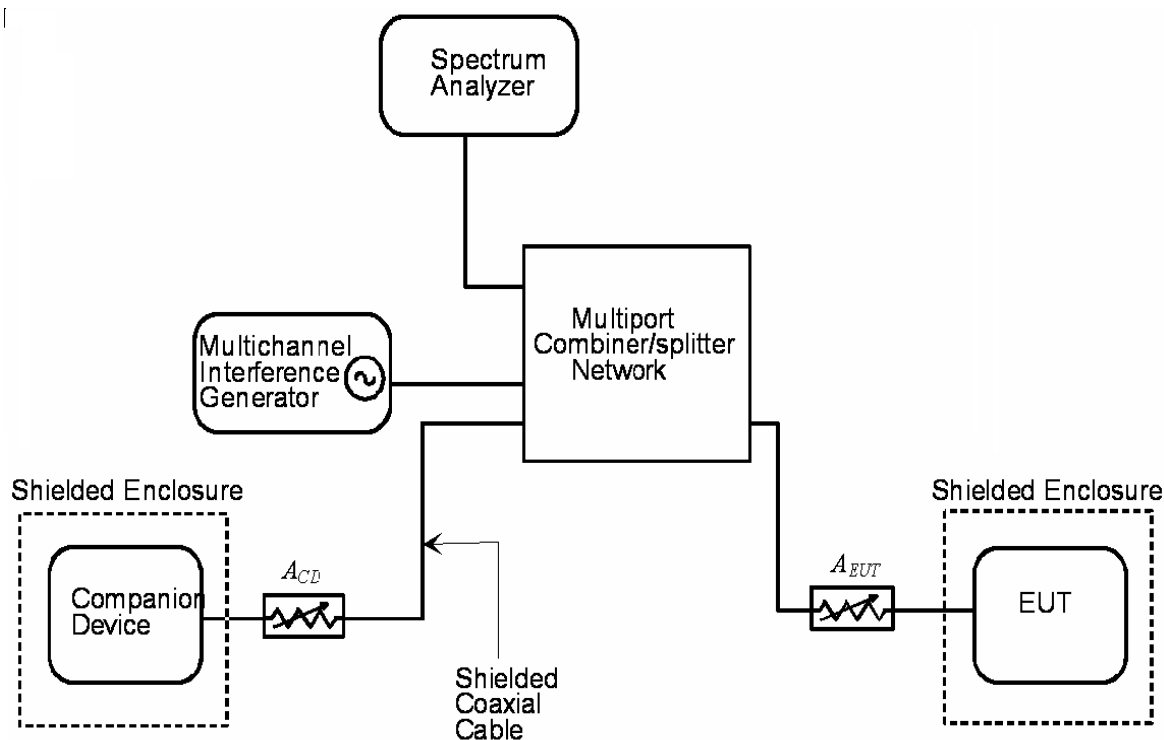 Spectrum
Analyzer
Multichannel
Interference
Generator
Multiport
Combiner/splitter
Network
Shielded Enclosure
Companion
Device
A_CD
Shielded
Coaxial
Cable
A_EUT
Shielded Enclosure
EUT